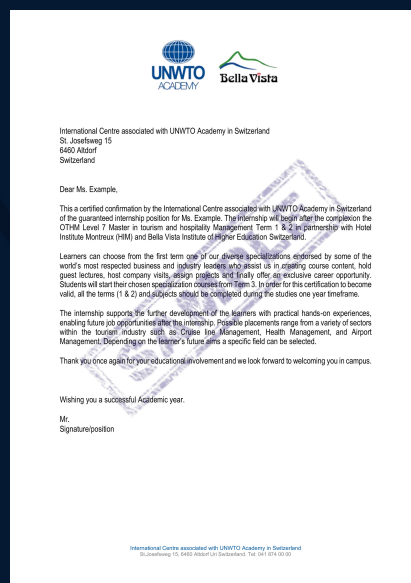 UNWTO
ACADEMY
Bella Vista
International Centre associated with UNWTO Academy in Switzerland
St. Josefsweg 15
6460 Altdorf
Switzerland
Dear Ms. Example,
This a certified confirmation by the International Centre associated with UNWTO Academy in Switzerland
of the guaranteed internship position for Ms. Example. The internship will begin after the complexion the
OTHM Level 7 Master in tourism and hospitality Management Term 1 & 2 in partnership with Hotel
Institute Montreux (HIM) and Bella Vista Institute of Higher Education Switzerland.
Learners can choose from the first term one of our diverse specializations endorsed by some of the
world's most respected business and industry leaders who assist us in creating course content, hold
guest lectures, host company visits, assign projects and finally offer an exclusive career opportunity.
Students will start their chosen specialization courses from Term 3. In order for this certification to become
valid, all the terms (1 & 2) and subjects should be completed during the studies one year timeframe.
The internship supports the further development of the learners with practical hands-on experiences,
enabling future job opportunities after the internship. Possible placements range from a variety of sectors
within the tourism industry such as Cruise line Management, Health Management, and Airport
Management. Depending on the learner's future aims a specific field can be selected.
Thank you once again for your educational involvement and we look forward to welcoming you in campus.
Wishing you a successful Academic year.
Mr.
Signature/position
International Centre associated with UNWTO Academy in Switzerland
St.Josefsweg 15, 6460 Altdorf Uri Switzerland. Tel: 041 874 00 00